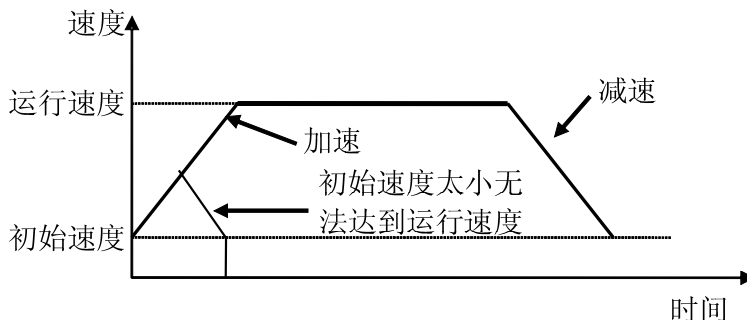 速度
运行速度
减速
加速
初始速度太小无
法达到运行速度
初始速度
时间